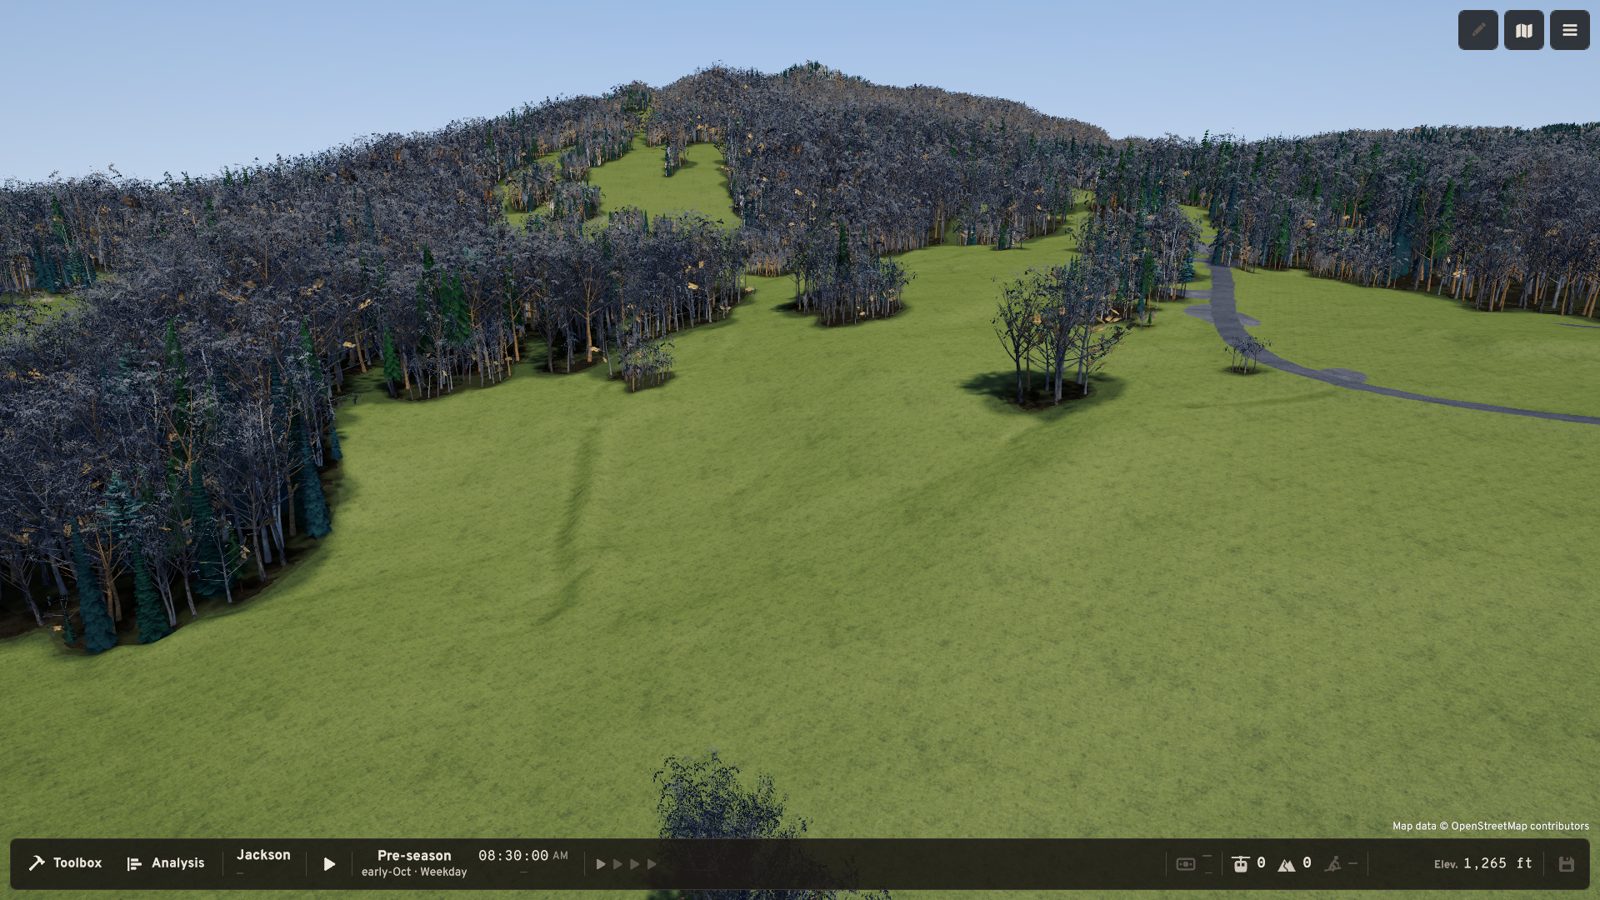 Map data © OpenStreetMap contributors
Toolbox
Analysis
Jackson
Pre-season
early-Oct · Weekday
08:30:00 AM
0
0
Elev. 1,265 ft